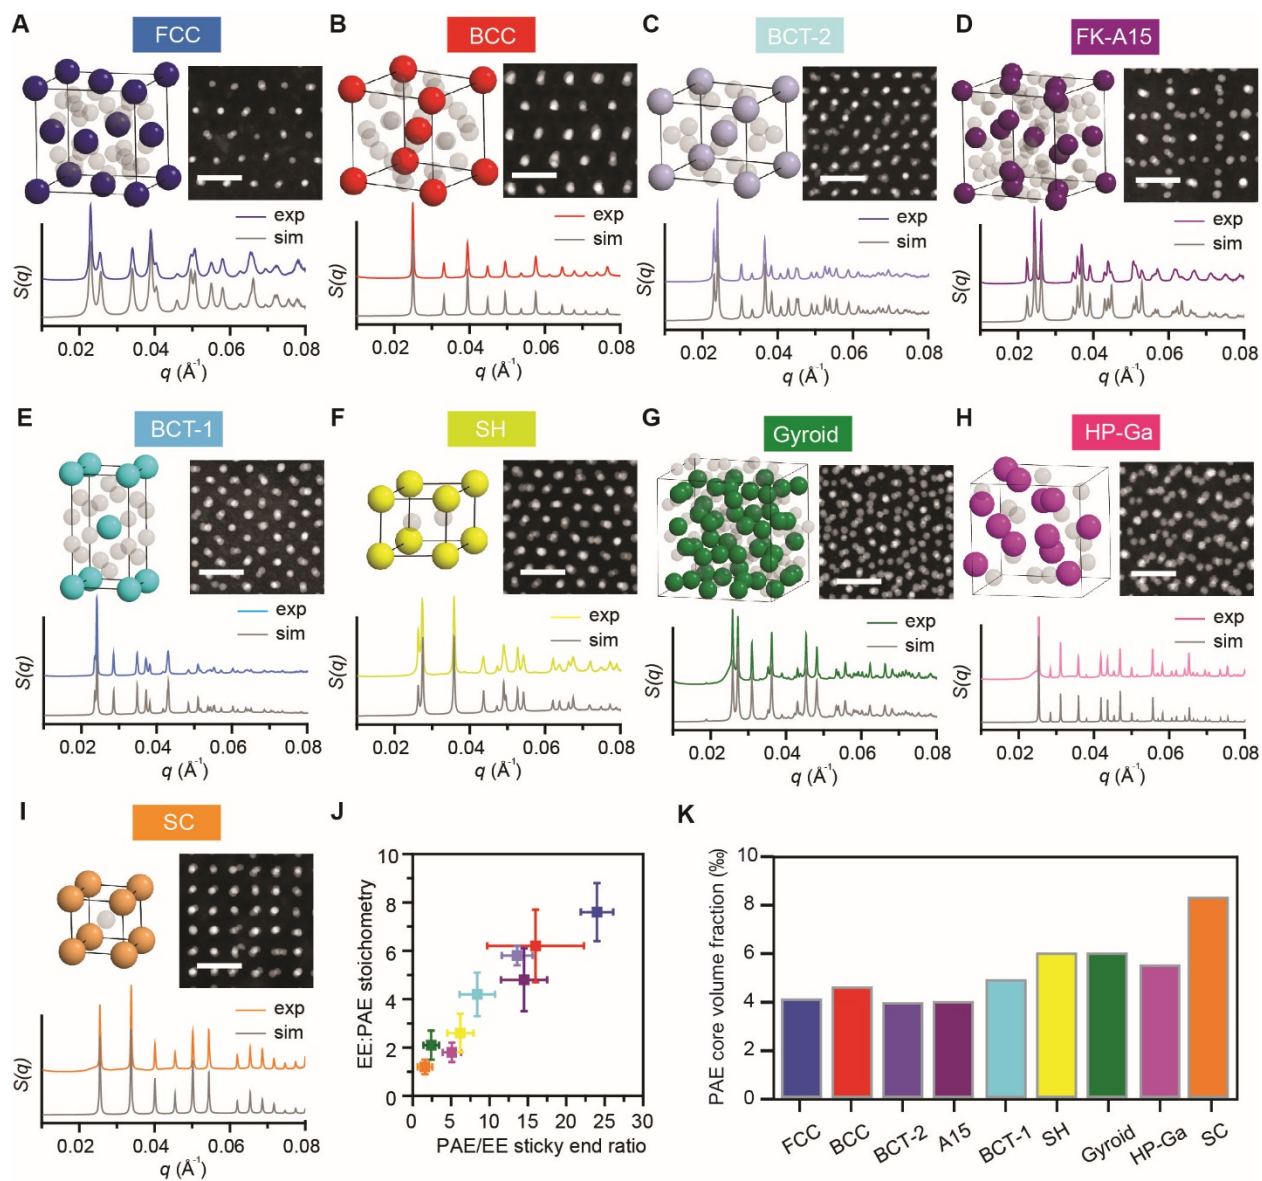 A
FCC
B
BCC
C
BCT-2
D
FK-A15
exp
sim
exp
sim
exp
sim
exp
sim
S(q)
S(q)
S(q)
S(q)
0.02 0.04 0.06 0.08
0.02 0.04 0.06 0.08
0.02 0.04 0.06 0.08
0.02 0.04 0.06 0.08
q (Å⁻¹)
q (Å⁻¹)
q (Å⁻¹)
q (Å⁻¹)
E
BCT-1
F
SH
G
Gyroid
H
HP-Ga
exp
sim
exp
sim
exp
sim
exp
sim
S(q)
S(q)
S(q)
S(q)
0.02 0.04 0.06 0.08
0.02 0.04 0.06 0.08
0.02 0.04 0.06 0.08
0.02 0.04 0.06 0.08
q (Å⁻¹)
q (Å⁻¹)
q (Å⁻¹)
q (Å⁻¹)
I
SC
exp
sim
S(q)
0.02 0.04 0.06 0.08
q (Å⁻¹)
J
EE:PAE stoichometry
10
8
6
4
2
0
0 5 10 15 20 25 30
PAE/EE sticky end ratio
K
PAE core volume fraction (‰)
10
8
6
4
2
0
FCC
BCC
BCT-2
A15
BCT-1
SH
Gyroid
HP-Ga
SC